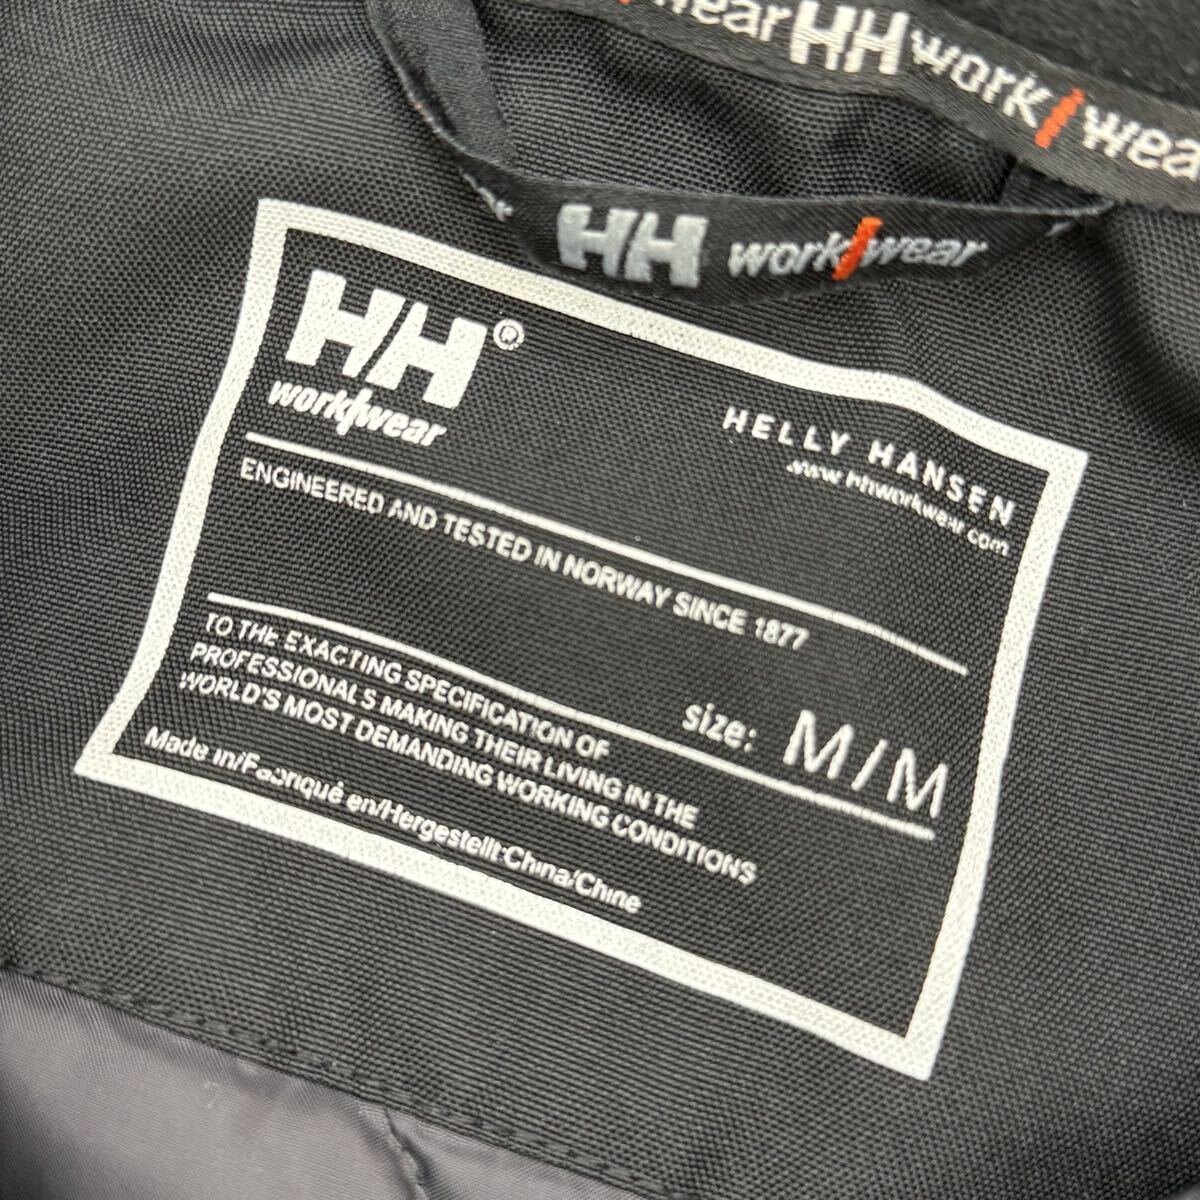 wear HH work/wea
ar HH work/wear
HH®
work/wear
HELLY HANSEN
www.hhworkwear.com
ENGINEERED AND TESTED IN NORWAY SINCE 1877
size: M/M
TO THE EXACTING SPECIFICATION OF
PROFESSIONALS MAKING THEIR LIVING IN THE
WORLD'S MOST DEMANDING WORKING CONDITIONS
Made in/Fabriqué en/Hergestellt:China/Chine